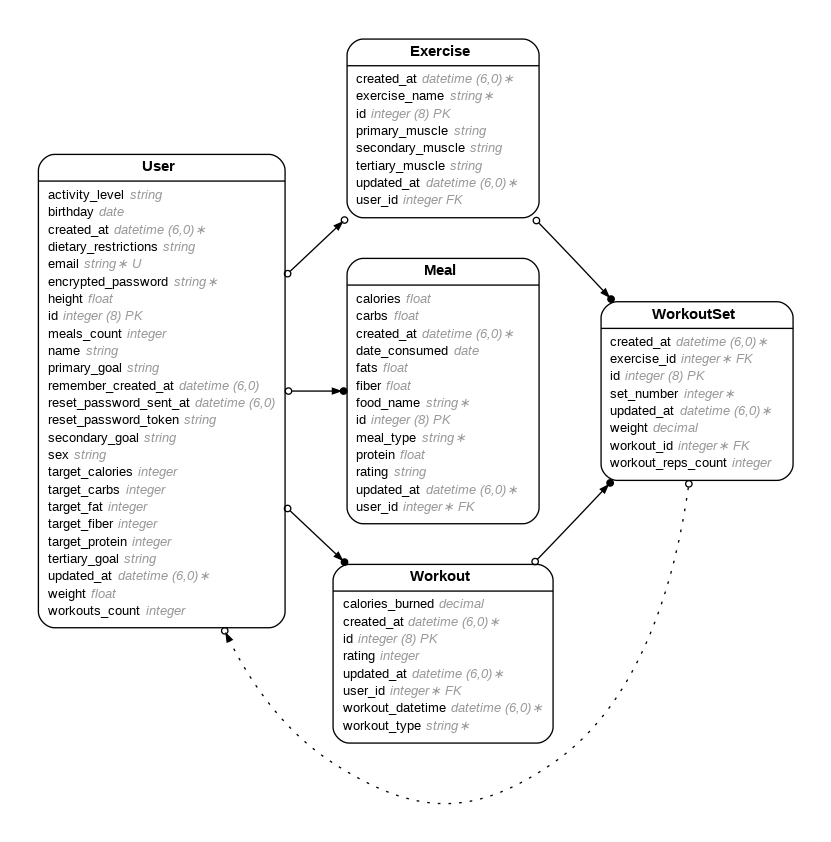 User
activity_level string
birthday date
created_at datetime (6,0)∗
dietary_restrictions string
email string∗ U
encrypted_password string∗
height float
id integer (8) PK
meals_count integer
name string
primary_goal string
remember_created_at datetime (6,0)
reset_password_sent_at datetime (6,0)
reset_password_token string
secondary_goal string
sex string
target_calories integer
target_carbs integer
target_fat integer
target_fiber integer
target_protein integer
tertiary_goal string
updated_at datetime (6,0)∗
weight float
workouts_count integer
Exercise
created_at datetime (6,0)∗
exercise_name string∗
id integer (8) PK
primary_muscle string
secondary_muscle string
tertiary_muscle string
updated_at datetime (6,0)∗
user_id integer FK
Meal
calories float
carbs float
created_at datetime (6,0)∗
date_consumed date
fats float
fiber float
food_name string∗
id integer (8) PK
meal_type string∗
protein float
rating string
updated_at datetime (6,0)∗
user_id integer∗ FK
Workout
calories_burned decimal
created_at datetime (6,0)∗
id integer (8) PK
rating integer
updated_at datetime (6,0)∗
user_id integer∗ FK
workout_datetime datetime (6,0)∗
workout_type string∗
WorkoutSet
created_at datetime (6,0)∗
exercise_id integer∗ FK
id integer (8) PK
set_number integer∗
updated_at datetime (6,0)∗
weight decimal
workout_id integer∗ FK
workout_reps_count integer